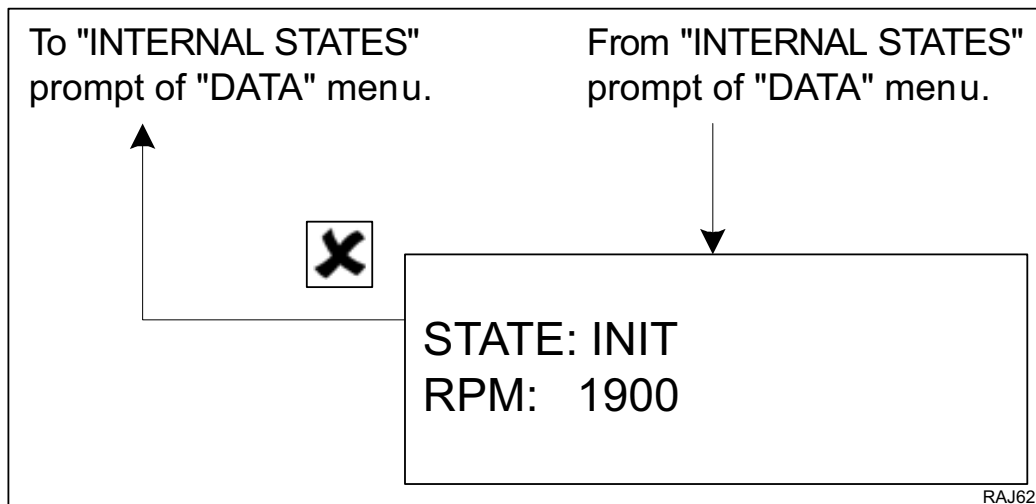 To "INTERNAL STATES"
prompt of "DATA" menu.
From "INTERNAL STATES"
prompt of "DATA" menu.
STATE: INIT
RPM: 1900
RAJ62